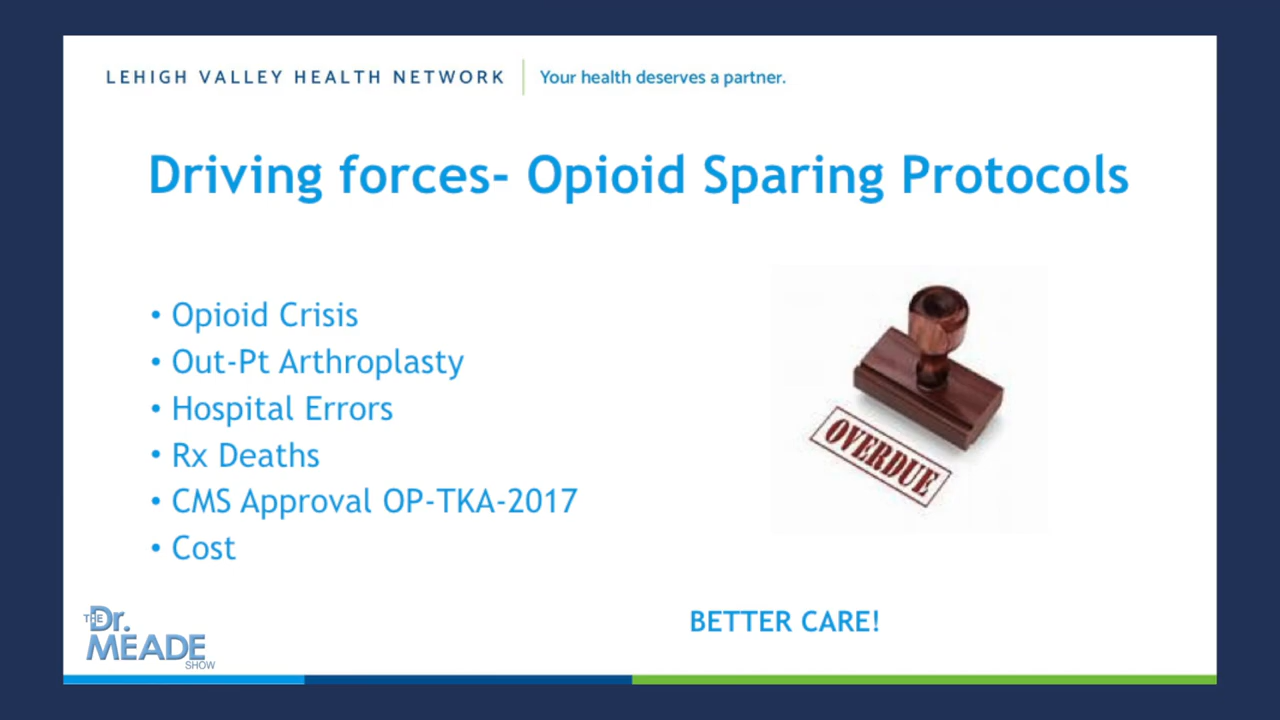 LEHIGH VALLEY HEALTH NETWORK Your health deserves a partner.
Driving forces- Opioid Sparing Protocols
• Opioid Crisis
• Out-Pt Arthroplasty
• Hospital Errors
• Rx Deaths
• CMS Approval OP-TKA-2017
• Cost
OVERDUE
BETTER CARE!
THE Dr.
MEADE
SHOW